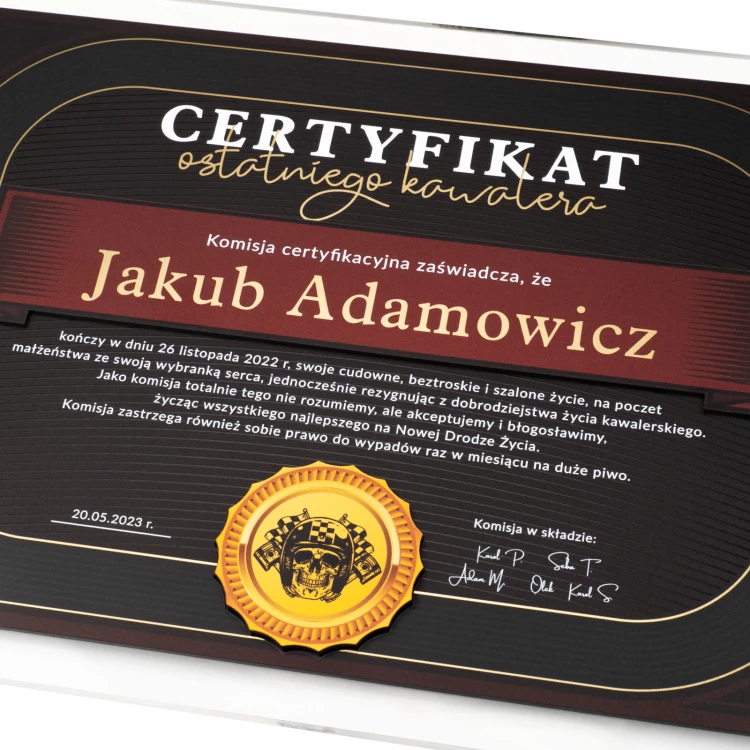 CERTYFIKAT
ostatniego kawalera
Komisja certyfikacyjna zaświadcza, że
Jakub Adamowicz
kończy w dniu 26 listopada 2022 r, swoje cudowne, beztroskie i szalone życie, na poczet
małżeństwa ze swoją wybranką serca, jednocześnie rezygnując z dobrodziejstwa życia kawalerskiego.
Jako komisja totalnie tego nie rozumiemy, ale akceptujemy i błogosławimy,
życząc wszystkiego najlepszego na Nowej Drodze Życia.
Komisja zastrzega również sobie prawo do wypadów raz w miesiącu na duże piwo.
20.05.2023 r.
Komisja w składzie:
Karol P. Seba T.
Adam M. Olek Karol S.